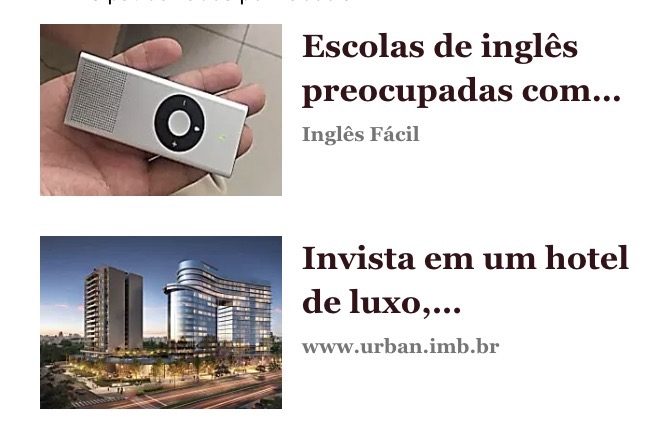 Escolas de inglês
preocupadas com...
Inglês Fácil
Invista em um hotel
de luxo,...
www.urban.imb.br